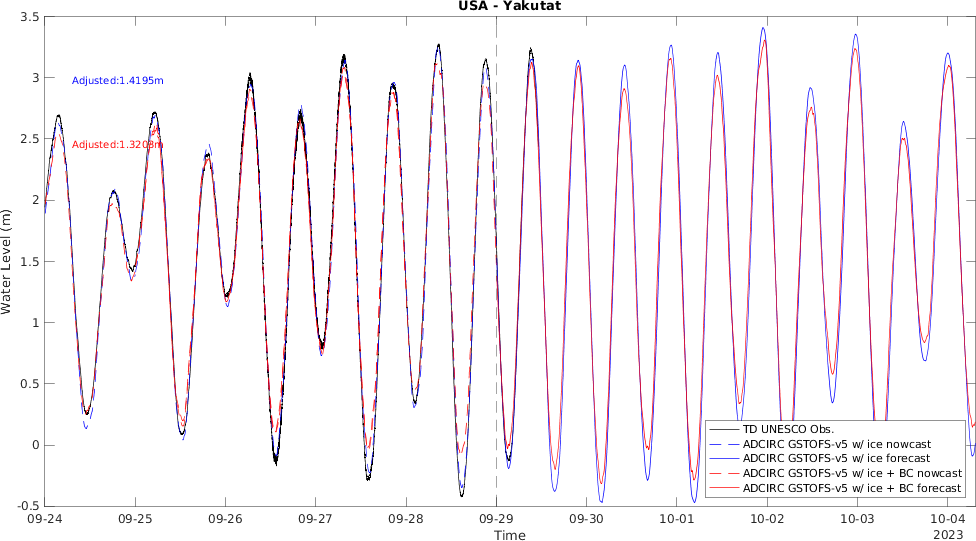 USA - Yakutat
3.5
3
2.5
2
1.5
1
0.5
0
-0.5
Water Level (m)
Adjusted:1.4195m
Adjusted:1.3203m
TD UNESCO Obs.
ADCIRC GSTOFS-v5 w/ ice nowcast
ADCIRC GSTOFS-v5 w/ ice forecast
ADCIRC GSTOFS-v5 w/ ice + BC nowcast
ADCIRC GSTOFS-v5 w/ ice + BC forecast
09-24 09-25 09-26 09-27 09-28 09-29 09-30 10-01 10-02 10-03 10-04
Time 2023